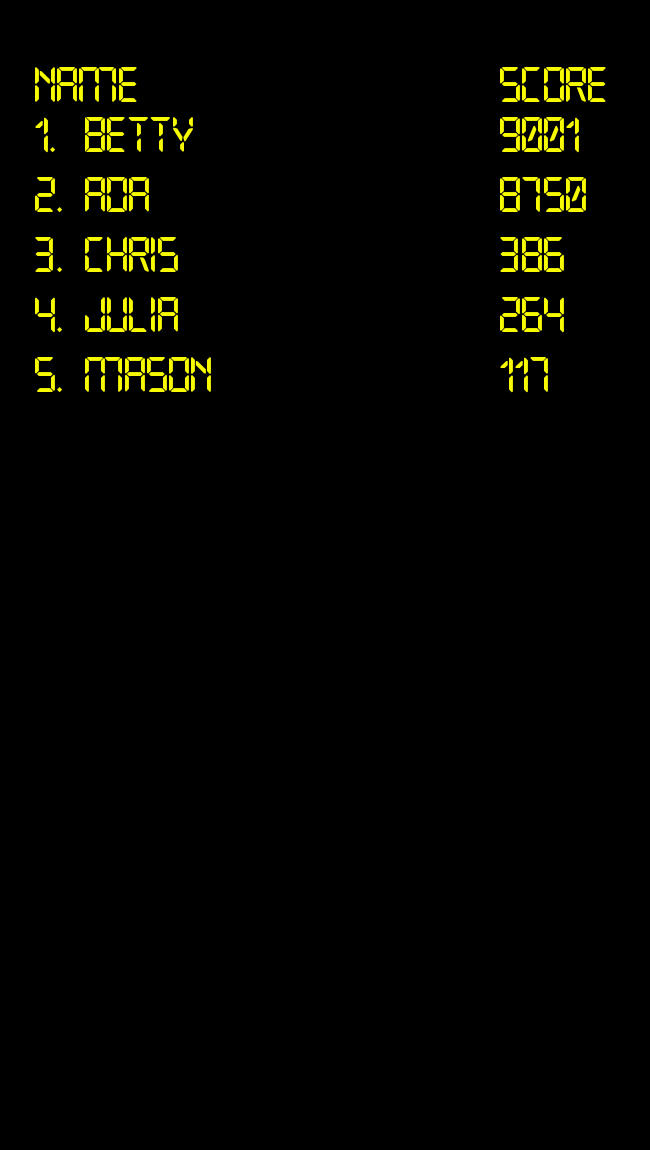 NAME SCORE
1. BETTY 9001
2. ADA 8750
3. CHRIS 386
4. JULIA 264
5. MASON 117